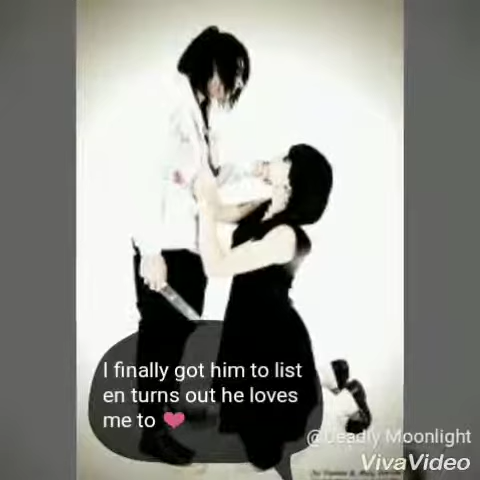 I finally got him to list
en turns out he loves
me to ❤
@Deadly Moonlight
VivaVideo